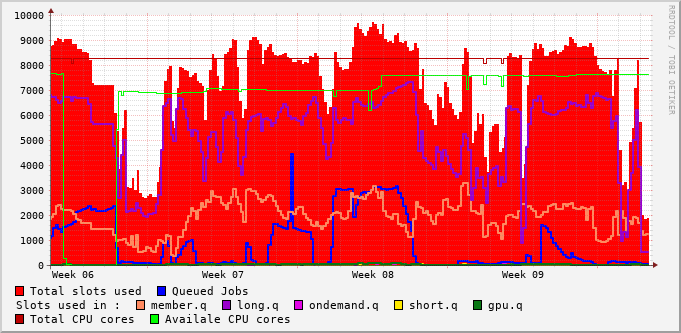 10000
9000
8000
7000
6000
5000
4000
3000
2000
1000
0
Week 06 Week 07 Week 08 Week 09
RRDTOOL / TOBI OETIKER
Total slots used Queued Jobs
Slots used in : member.q long.q ondemand.q short.q gpu.q
Total CPU cores Availale CPU cores